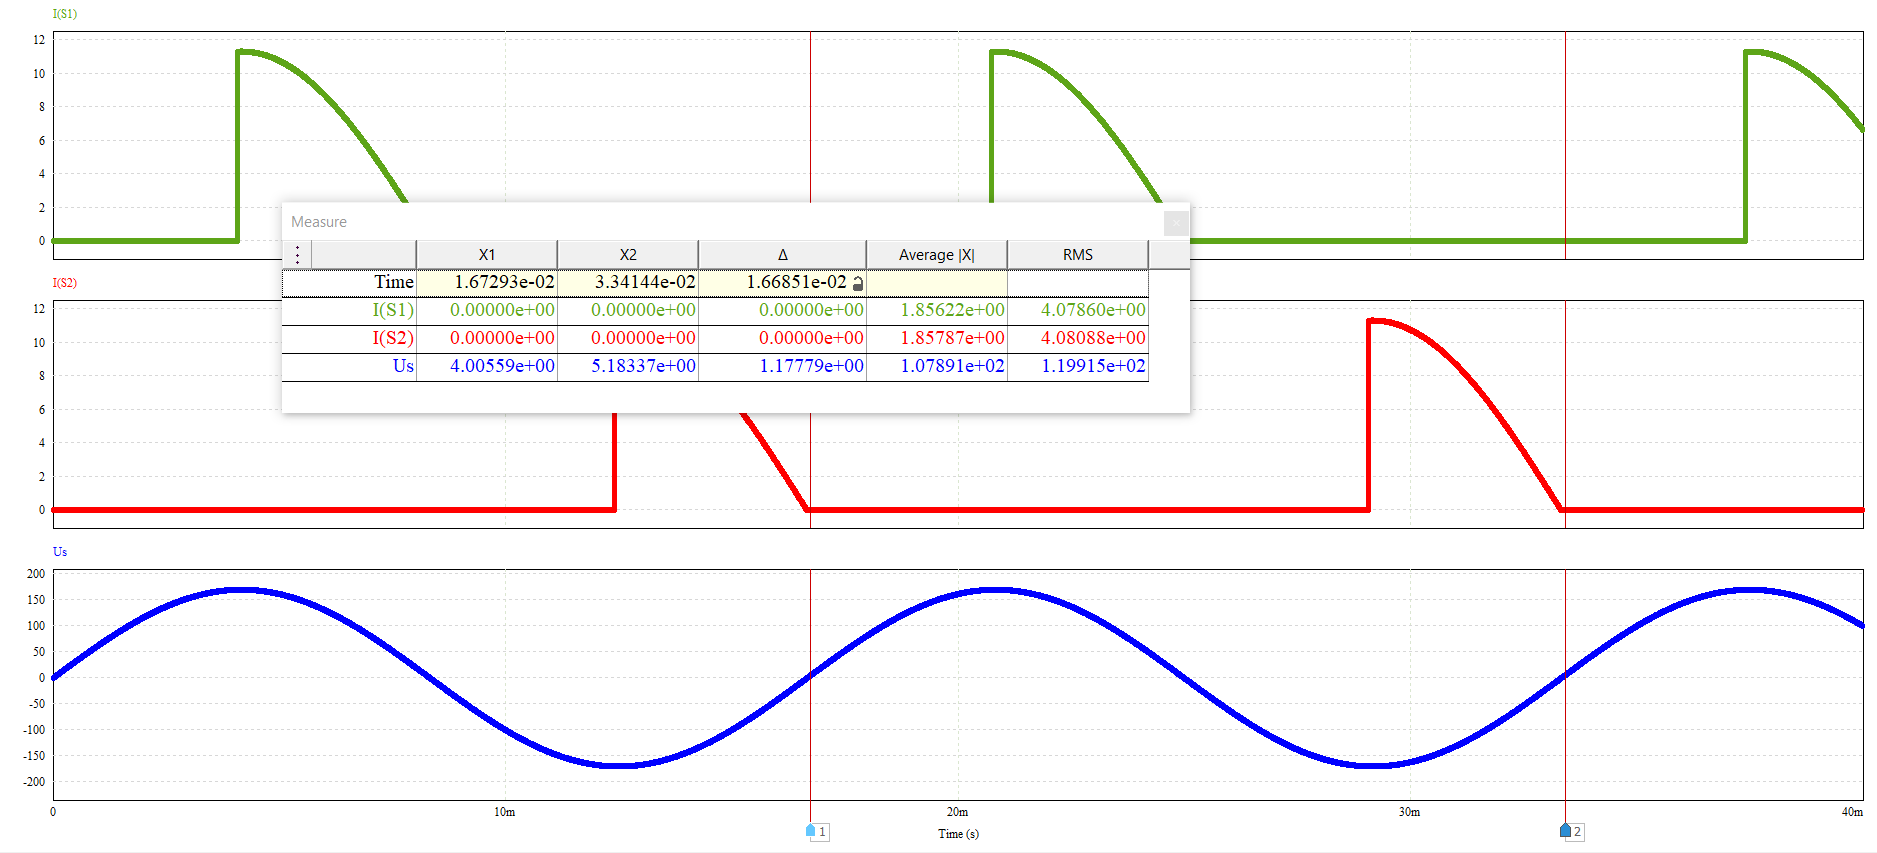 I(S1)
12
10
8
6
4
2
0
Measure
X1 X2 Δ Average |X| RMS
Time 1.67293e-02 3.34144e-02 1.66851e-02
I(S1) 0.00000e+00 0.00000e+00 0.00000e+00 1.85622e+00 4.07860e+00
I(S2) 0.00000e+00 0.00000e+00 0.00000e+00 1.85787e+00 4.08088e+00
Us 4.00559e+00 5.18337e+00 1.17779e+00 1.07891e+02 1.19915e+02
I(S2)
12
10
8
6
4
2
0
Us
200
150
100
50
0
-50
-100
-150
-200
0 10m 20m 30m 40m
Time (s)
1 2